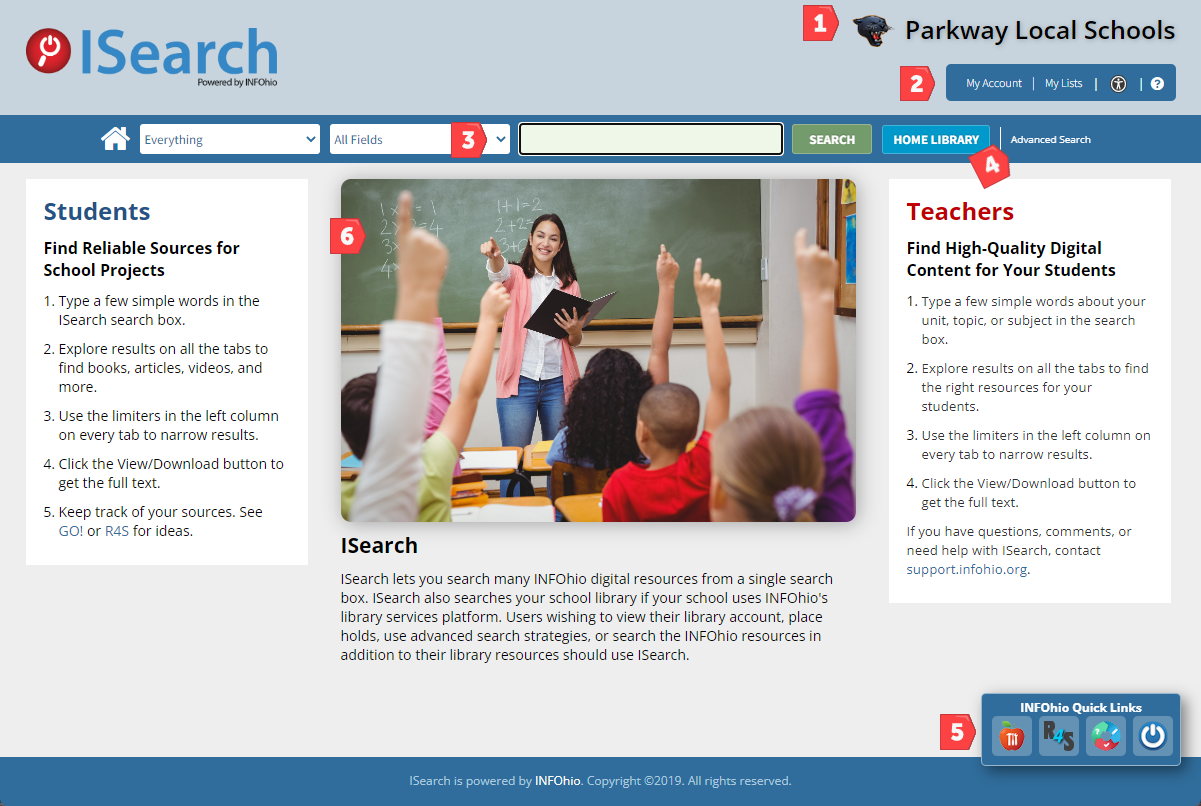 1
Parkway Local Schools
ISearch
Powered by INFOhio
2
My Account | My Lists | | ?
Everything
All Fields
3
SEARCH
HOME LIBRARY
Advanced Search
4
Students
Find Reliable Sources for
School Projects
1. Type a few simple words in the
ISearch search box.
2. Explore results on all the tabs to
find books, articles, videos, and
more.
3. Use the limiters in the left column
on every tab to narrow results.
4. Click the View/Download button to
get the full text.
5. Keep track of your sources. See
GO! or R4S for ideas.
6
1+1=2
ISearch
ISearch lets you search many INFOhio digital resources from a single search
box. ISearch also searches your school library if your school uses INFOhio's
library services platform. Users wishing to view their library account, place
holds, use advanced search strategies, or search the INFOhio resources in
addition to their library resources should use ISearch.
Teachers
Find High-Quality Digital
Content for Your Students
1. Type a few simple words about your
unit, topic, or subject in the search
box.
2. Explore results on all the tabs to find
the right resources for your
students.
3. Use the limiters in the left column on
every tab to narrow results.
4. Click the View/Download button to
get the full text.
If you have questions, comments, or
need help with ISearch, contact
support.infohio.org.
5
INFOhio Quick Links
R4S
ISearch is powered by INFOhio. Copyright ©2019. All rights reserved.